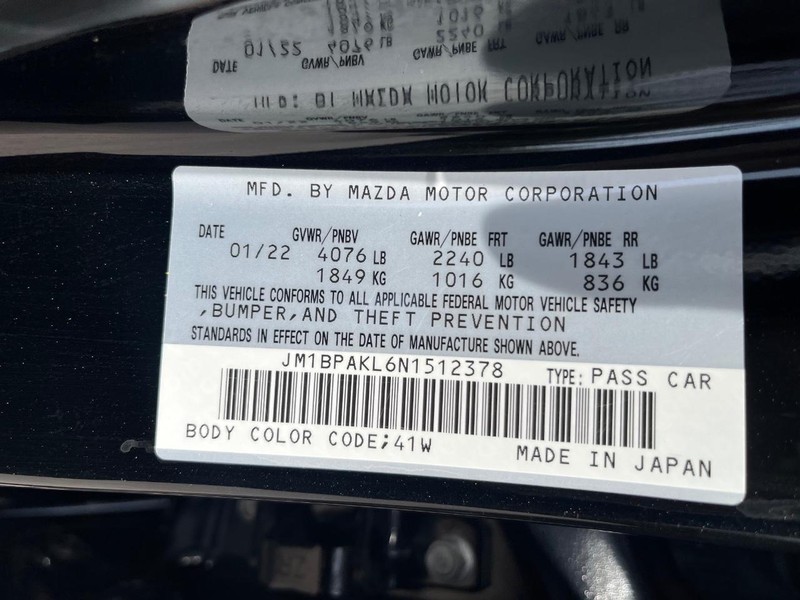 MFD. BY MAZDA MOTOR CORPORATION
DATE GVWR/PNBV GAWR/PNBE FRT GAWR/PNBE RR
01/22 4076 LB 2240 LB 1843 LB
1849 KG 1016 KG 836 KG
THIS VEHICLE CONFORMS TO ALL APPLICABLE FEDERAL MOTOR VEHICLE SAFETY
,BUMPER,AND THEFT PREVENTION
STANDARDS IN EFFECT ON THE DATE OF MANUFACTURE SHOWN ABOVE.
JM1BPAKL6N1512378 TYPE: PASS CAR
BODY COLOR CODE;41W
MADE IN JAPAN